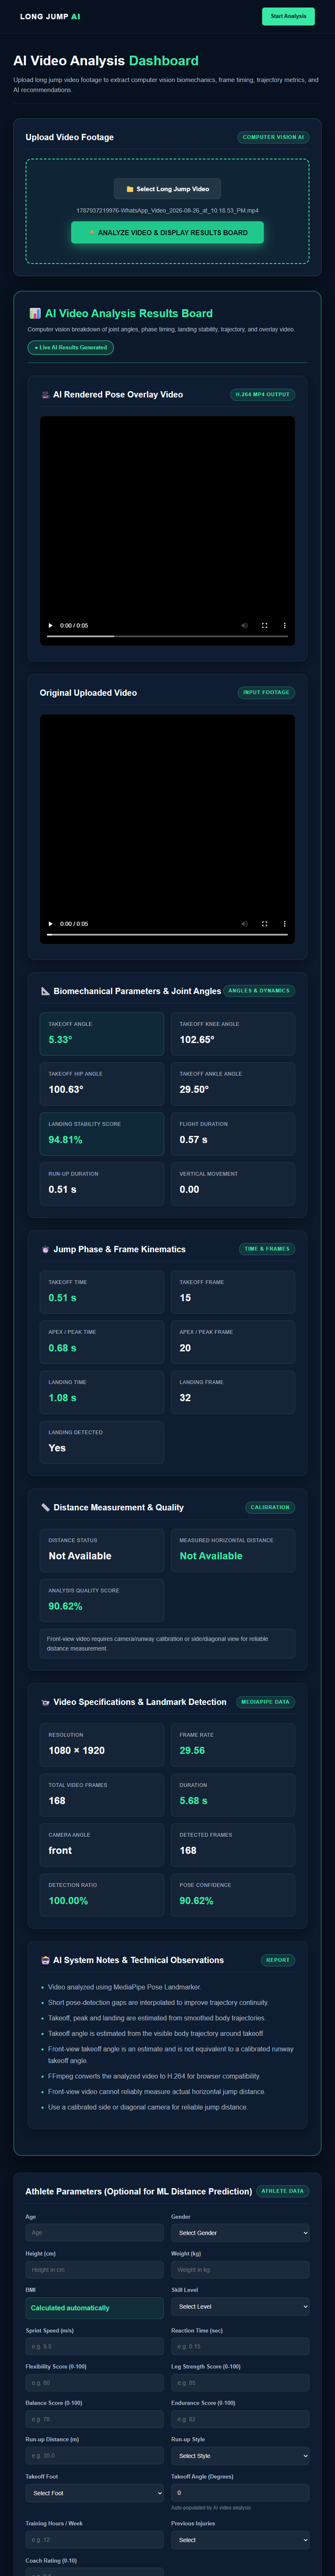 LONG JUMP AI
Start Analysis
AI Video Analysis Dashboard
Upload long jump video footage to extract computer vision biomechanics, frame timing, trajectory metrics, and
AI recommendations.
Upload Video Footage
COMPUTER VISION AI
Select Long Jump Video
1787937219976-WhatsApp_Video_2026-08-26_at_10.18.53_PM.mp4
ANALYZE VIDEO & DISPLAY RESULTS BOARD
AI Video Analysis Results Board
Computer vision breakdown of joint angles, phase timing, landing stability, trajectory, and overlay video.
● Live AI Results Generated
AI Rendered Pose Overlay Video
H.264 MP4 OUTPUT
0:00 / 0:05
Original Uploaded Video
INPUT FOOTAGE
0:00 / 0:05
Biomechanical Parameters & Joint Angles
ANGLES & DYNAMICS
TAKEOFF ANGLE
5.33°
TAKEOFF KNEE ANGLE
102.65°
TAKEOFF HIP ANGLE
100.63°
TAKEOFF ANKLE ANGLE
29.50°
LANDING STABILITY SCORE
94.81%
FLIGHT DURATION
0.57 s
RUN-UP DURATION
0.51 s
VERTICAL MOVEMENT
0.00
Jump Phase & Frame Kinematics
TIME & FRAMES
TAKEOFF TIME
0.51 s
TAKEOFF FRAME
15
APEX / PEAK TIME
0.68 s
APEX / PEAK FRAME
20
LANDING TIME
1.08 s
LANDING FRAME
32
LANDING DETECTED
Yes
Distance Measurement & Quality
CALIBRATION
DISTANCE STATUS
Not Available
MEASURED HORIZONTAL DISTANCE
Not Available
ANALYSIS QUALITY SCORE
90.62%
Front-view video requires camera/runway calibration or side/diagonal view for reliable
distance measurement.
Video Specifications & Landmark Detection
MEDIAPIPE DATA
RESOLUTION
1080 × 1920
FRAME RATE
29.56
TOTAL VIDEO FRAMES
168
DURATION
5.68 s
CAMERA ANGLE
front
DETECTED FRAMES
168
DETECTION RATIO
100.00%
POSE CONFIDENCE
90.62%
AI System Notes & Technical Observations
REPORT
• Video analyzed using MediaPipe Pose Landmarker.
• Short pose-detection gaps are interpolated to improve trajectory continuity.
• Takeoff, peak and landing are estimated from smoothed body trajectories.
• Takeoff angle is estimated from the visible body trajectory around takeoff.
• Front-view takeoff angle is an estimate and is not equivalent to a calibrated runway
takeoff angle.
• FFmpeg converts the analyzed video to H.264 for browser compatibility.
• Front-view video cannot reliably measure actual horizontal jump distance.
• Use a calibrated side or diagonal camera for reliable jump distance.
Athlete Parameters (Optional for ML Distance Prediction)
ATHLETE DATA
Age
Age
Gender
Select Gender
Height (cm)
Height in cm
Weight (kg)
Weight in kg
BMI
Calculated automatically
Skill Level
Select Level
Sprint Speed (m/s)
e.g. 9.5
Reaction Time (sec)
e.g. 0.15
Flexibility Score (0-100)
e.g. 80
Leg Strength Score (0-100)
e.g. 85
Balance Score (0-100)
e.g. 78
Endurance Score (0-100)
e.g. 82
Run-up Distance (m)
e.g. 35.0
Run-up Style
Select Style
Takeoff Foot
Select Foot
Takeoff Angle (Degrees)
0
Auto-populated by AI video analysis
Training Hours / Week
e.g. 12
Previous Injuries
Select
Coach Rating (0-10)